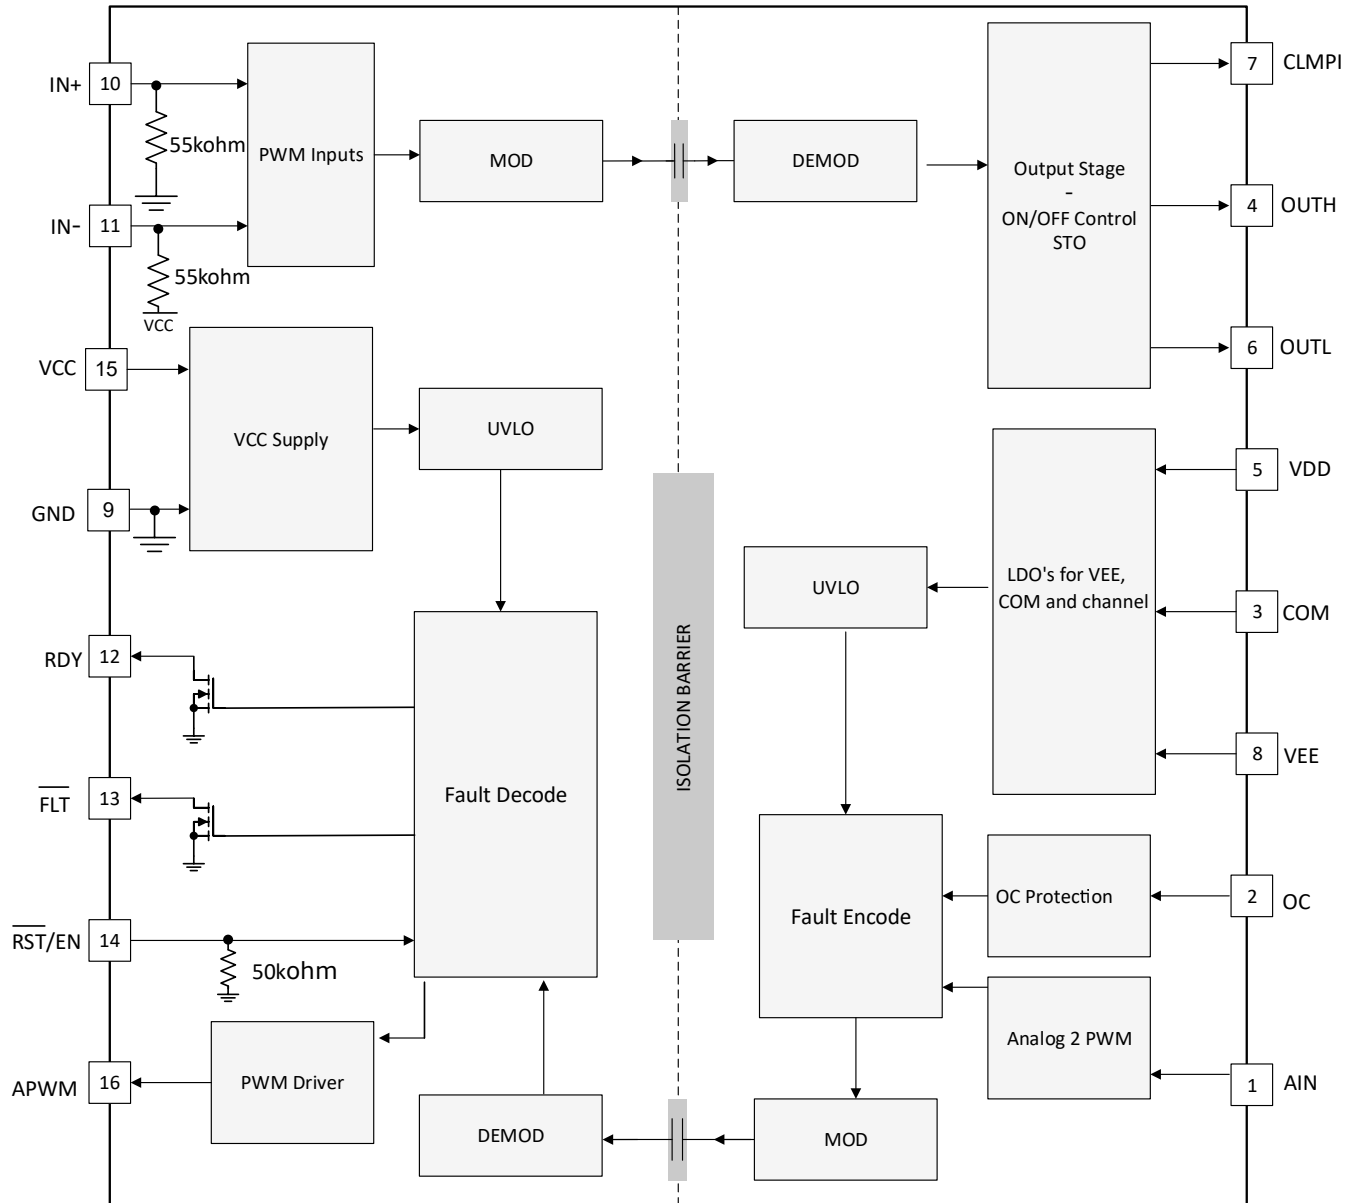 IN+
10
55kohm
IN-
11
55kohm
VCC
PWM Inputs
MOD
DEMOD
Output Stage
-
ON/OFF Control
STO
7
CLMPI
4
OUTH
6
OUTL
VCC
15
GND
9
VCC Supply
UVLO
5
VDD
3
COM
8
VEE
LDO's for VEE,
COM and channel
UVLO
ISOLATION BARRIER
RDY
12
FLT
13
RST/EN
14
50kohm
Fault Decode
Fault Encode
OC Protection
2
OC
Analog 2 PWM
1
AIN
APWM
16
PWM Driver
DEMOD
MOD